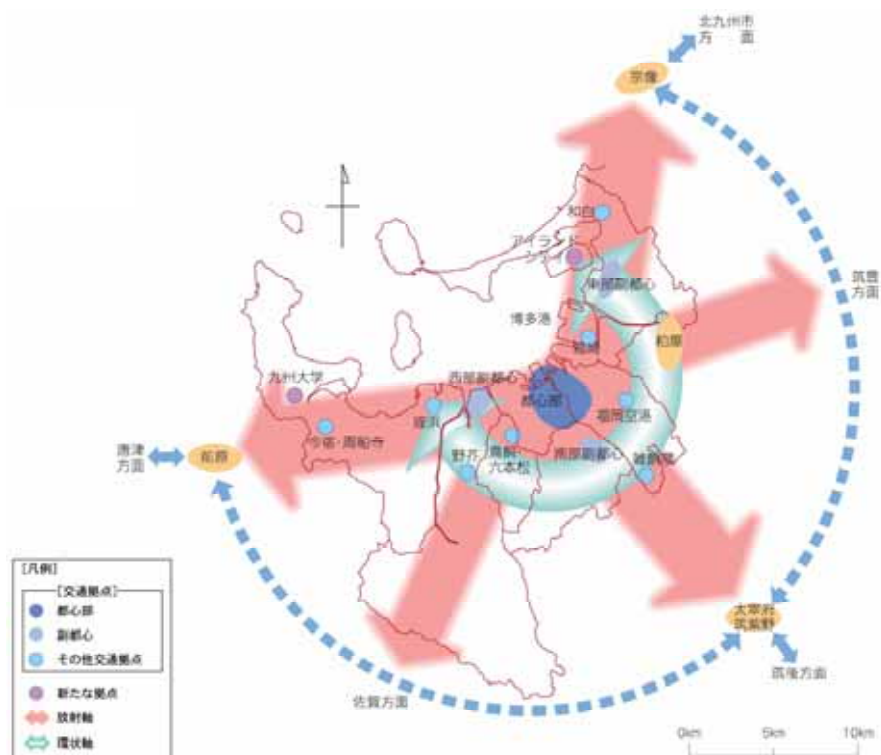 北九州市
方　面
宗像
和白
アイランド
シティ
東部副都心
筑豊
方面
博多港
箱崎
粕屋
九州大学
西部副都心
都心部
福岡空港
姪浜
今宿・周船寺
唐津
方面
前原
野芥
鳥飼・
六本松
南部副都心
雑餉隈
[凡例]
[交通拠点]
都心部
副都心
その他交通拠点
新たな拠点
放射軸
環状軸
太宰府
筑紫野
佐賀方面
筑後方面
0km
5km
10km